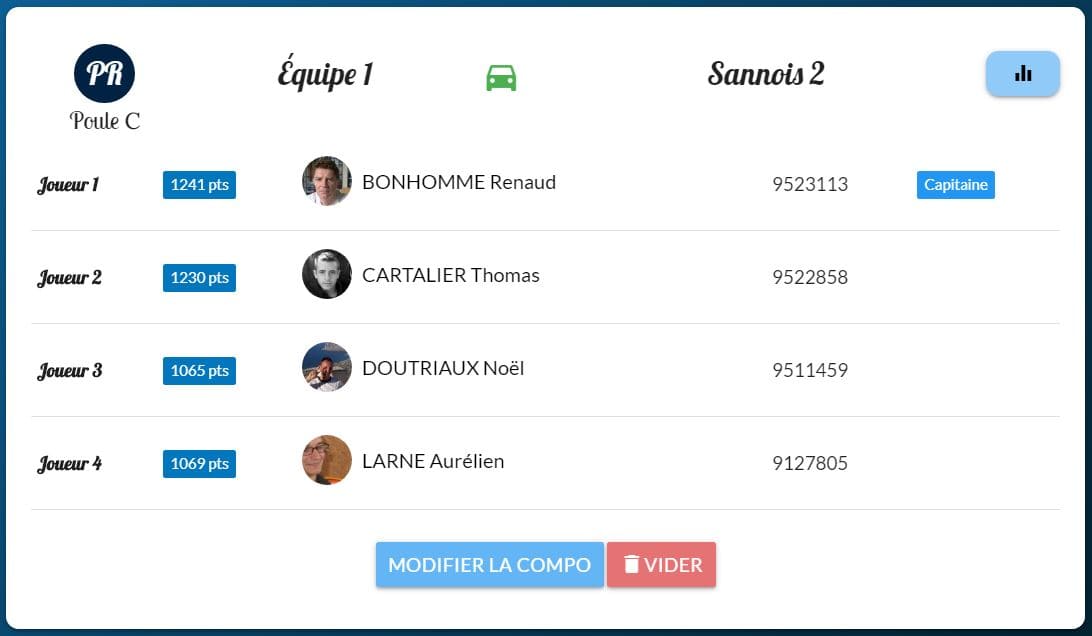 PR
Poule C
Équipe 1
Sannois 2
Joueur 1 1241 pts BONHOMME Renaud 9523113 Capitaine
Joueur 2 1230 pts CARTALIER Thomas 9522858
Joueur 3 1065 pts DOUTRIAUX Noël 9511459
Joueur 4 1069 pts LARNE Aurélien 9127805
MODIFIER LA COMPO VIDER